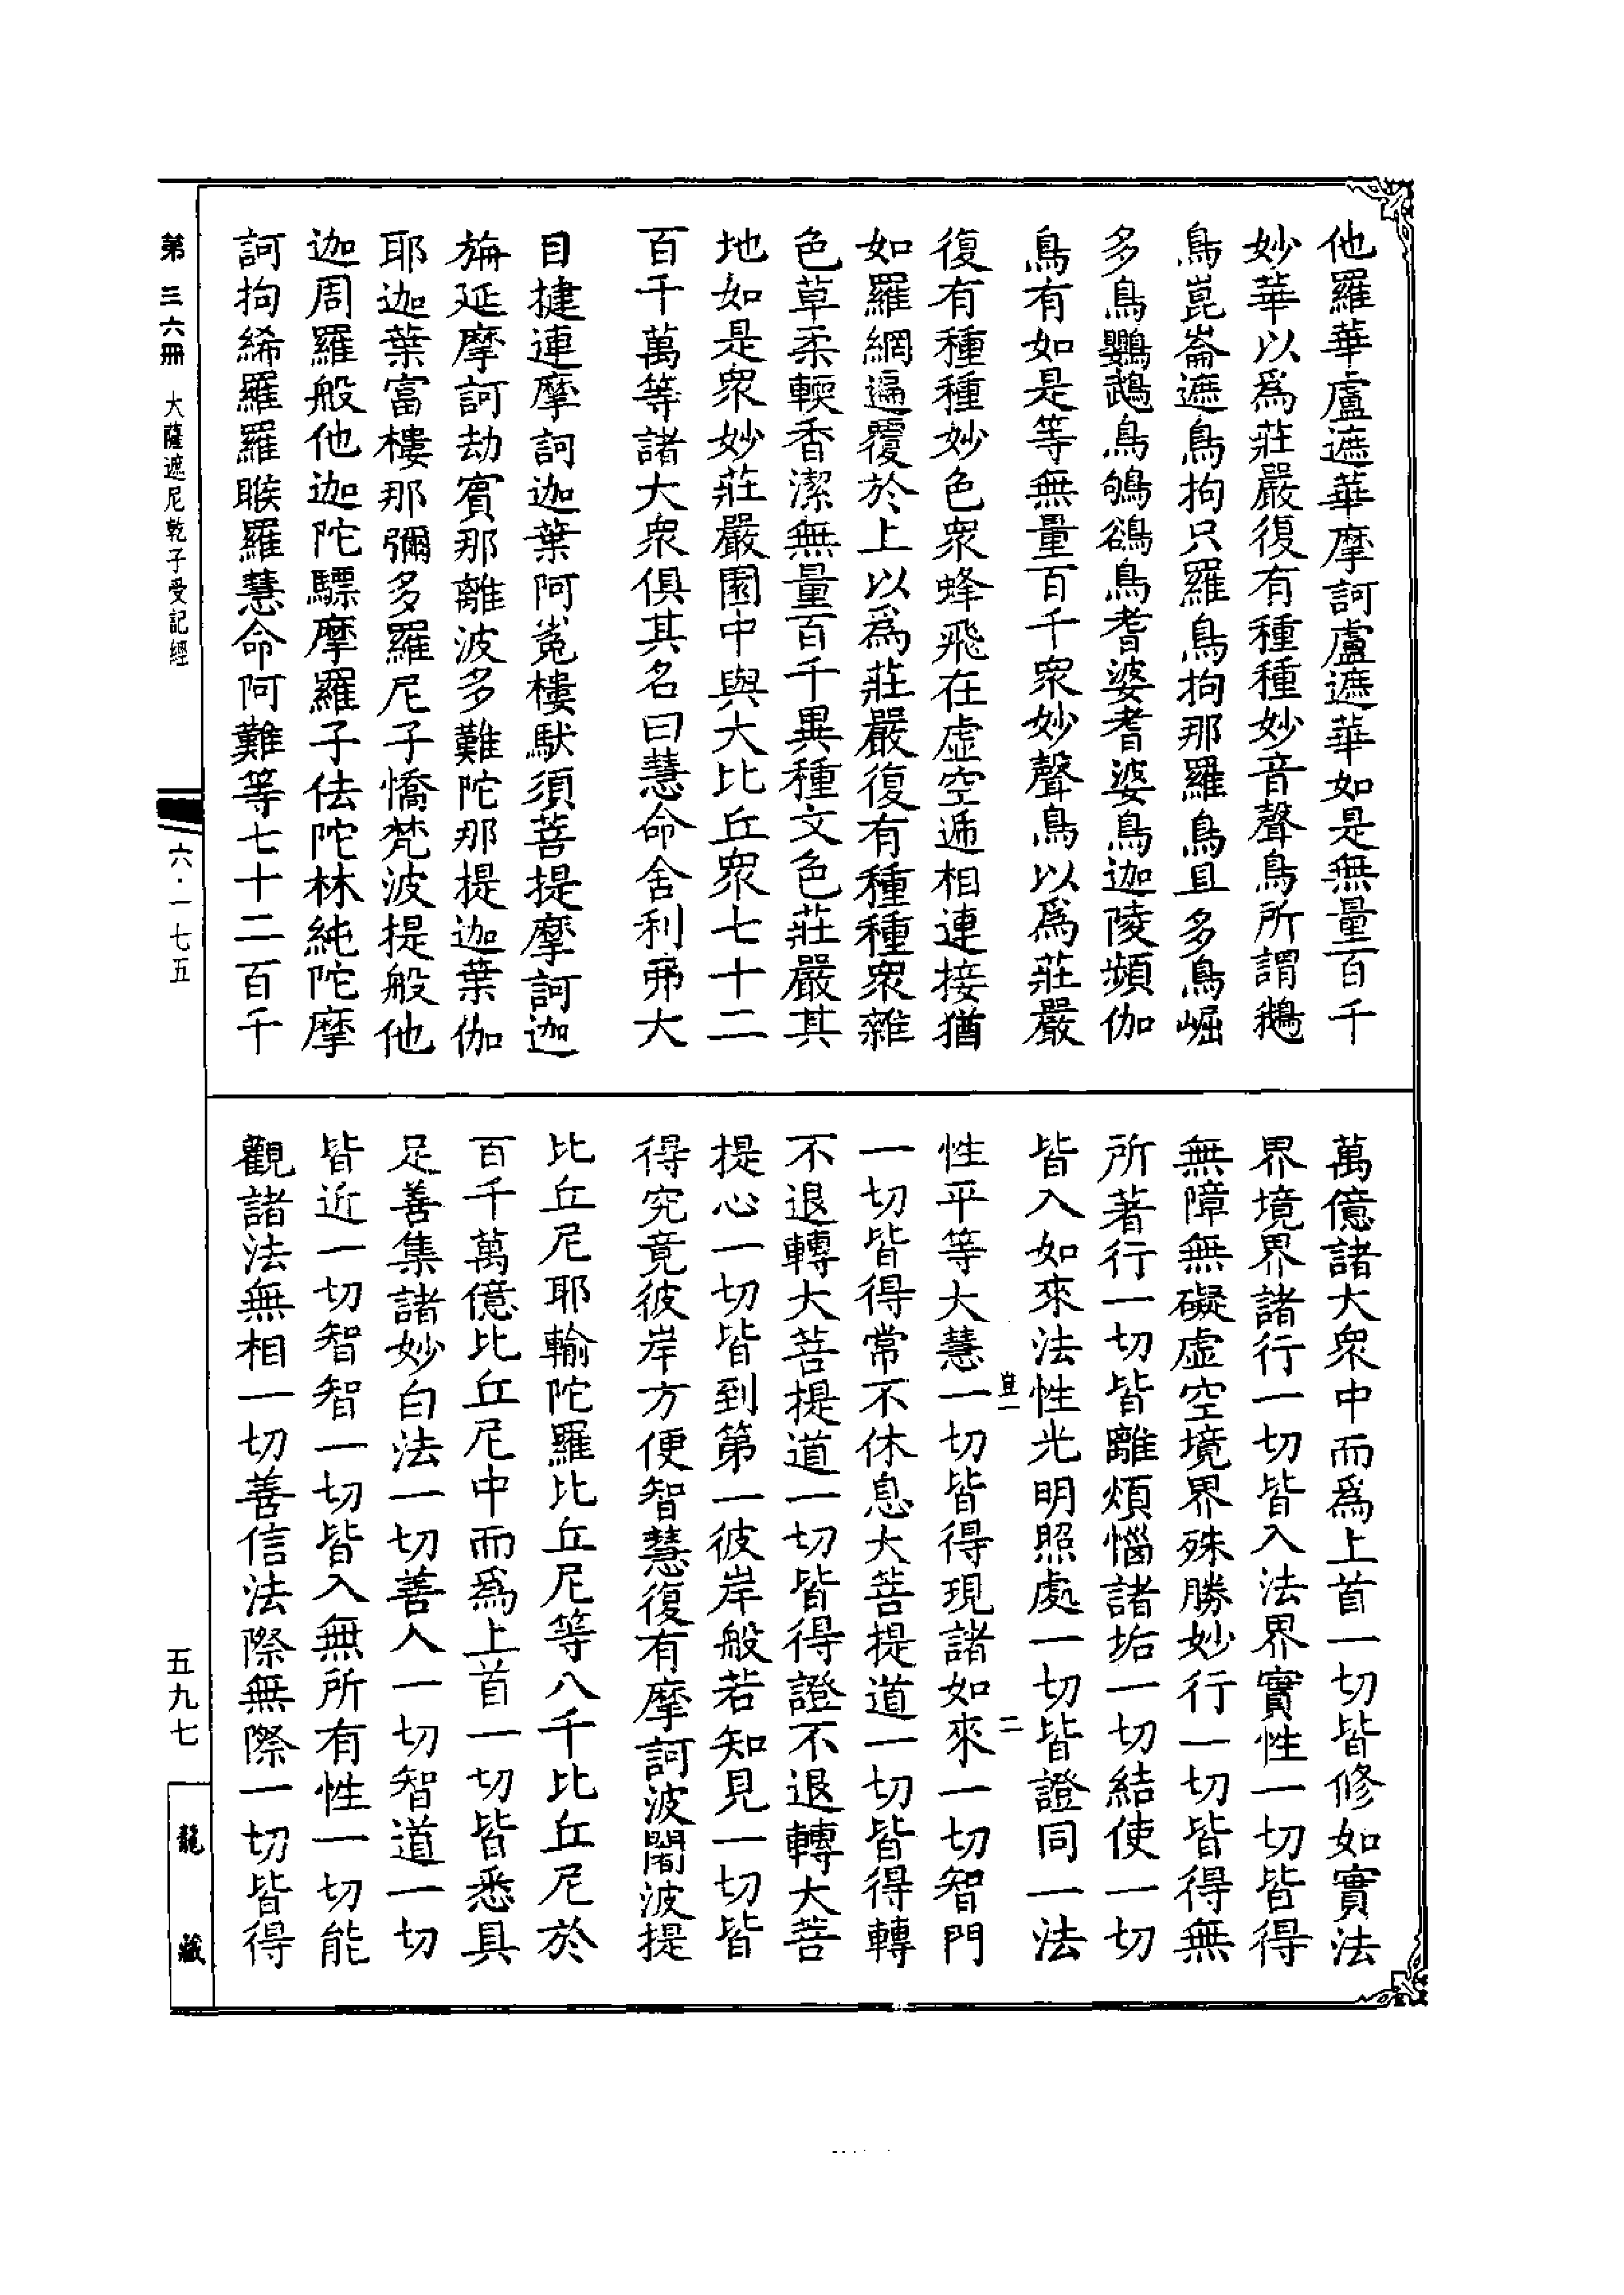 他羅華盧遮華摩訶盧遮華如是無量百千
妙華以爲莊嚴復有種種妙音聲鳥所謂鵝
鳥崑崙遮鳥拘只羅鳥拘那羅鳥且多鳥崛
多鳥鸚鵡鳥鴝鵒鳥耆婆耆婆鳥迦陵頻伽
鳥有如是等無量百千衆妙聲鳥以爲莊嚴
復有種種妙色衆蜂飛在虛空遞相連接猶
如羅網遍覆於上以爲莊嚴復有種種衆雜
色草柔輭香潔無量百千異種文色莊嚴其
地如是衆妙莊嚴園中與大比丘衆七十二
百千萬等諸大衆俱其名曰慧命舍利弗大
目揵連摩訶迦葉阿㝹樓馱須菩提摩訶迦
旃延摩訶劫賓那離波多難陀那提迦葉伽
耶迦葉富樓那彌多羅尼子憍梵波提般他
迦周羅般他迦陀驃摩羅子佉陀林純陀摩
訶拘絺羅羅睺羅慧命阿難等七十二百千
萬億諸大衆中而爲上首一切皆修如實法
界境界諸行一切皆入法界實性一切皆得
無障無礙虛空境界殊勝妙行一切皆得無
所著行一切皆離煩惱諸垢一切結使一切
皆入如來法性光明照處一切皆證同一法
二
性平等大慧一切皆得現諸如來一切智門
一切皆得常不休息大菩提道一切皆得轉
不退轉大菩提道一切皆得證不退轉大菩
提心一切皆到第一彼岸般若知見一切皆
得究竟彼岸方便智慧復有摩訶波闍波提
比丘尼耶輸陀羅比丘尼等八千比丘尼於
百千萬億比丘尼中而爲上首一切皆悉具
足善集諸妙白法一切善入一切智道一切
皆近一切智智一切皆入無所有性一切能
觀諸法無相一切善信法際無際一切皆得
第三六冊 大薩遮尼乾子受記經
六·一七五
五九七
龍藏